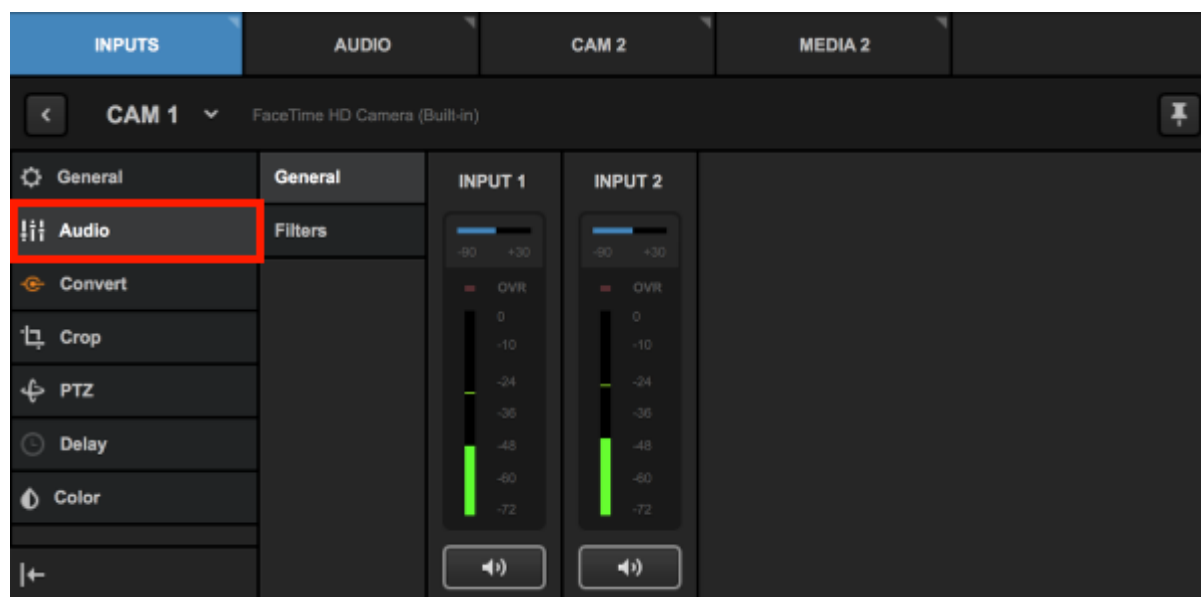 INPUTS AUDIO CAM 2 MEDIA 2
CAM 1 FaceTime HD Camera (Built-in)
General
Audio
Convert
Crop
PTZ
Delay
Color
General
Filters
INPUT 1
-90 +30
OVR
0
-10
-24
-36
-48
-60
-72
INPUT 2
-90 +30
OVR
0
-10
-24
-36
-48
-60
-72